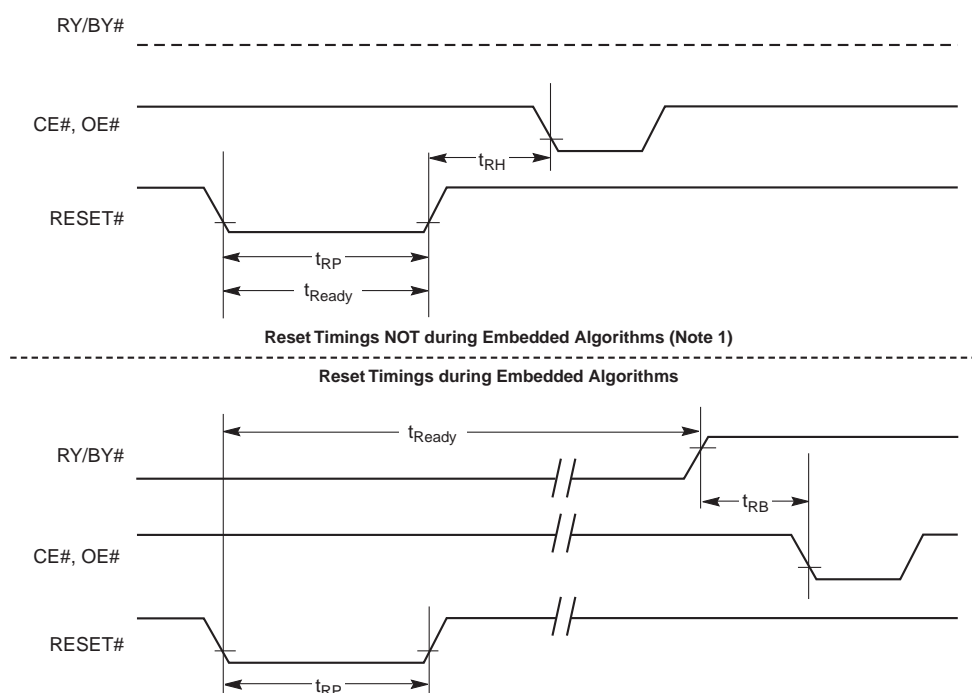 RY/BY#
CE#, OE#
tRH
RESET#
tRP
tReady
Reset Timings NOT during Embedded Algorithms (Note 1)
Reset Timings during Embedded Algorithms
tReady
RY/BY#
tRB
CE#, OE#
RESET#
tRP